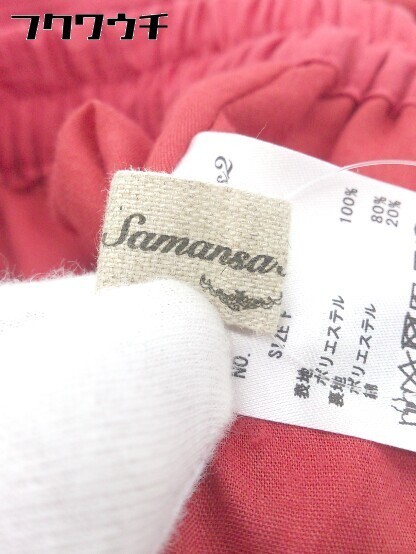 フクワウチ
Samansa
s2
NO.
SIZE F
表地 ポリエステル 100%
裏地 ポリエステル 80%
綿 20%